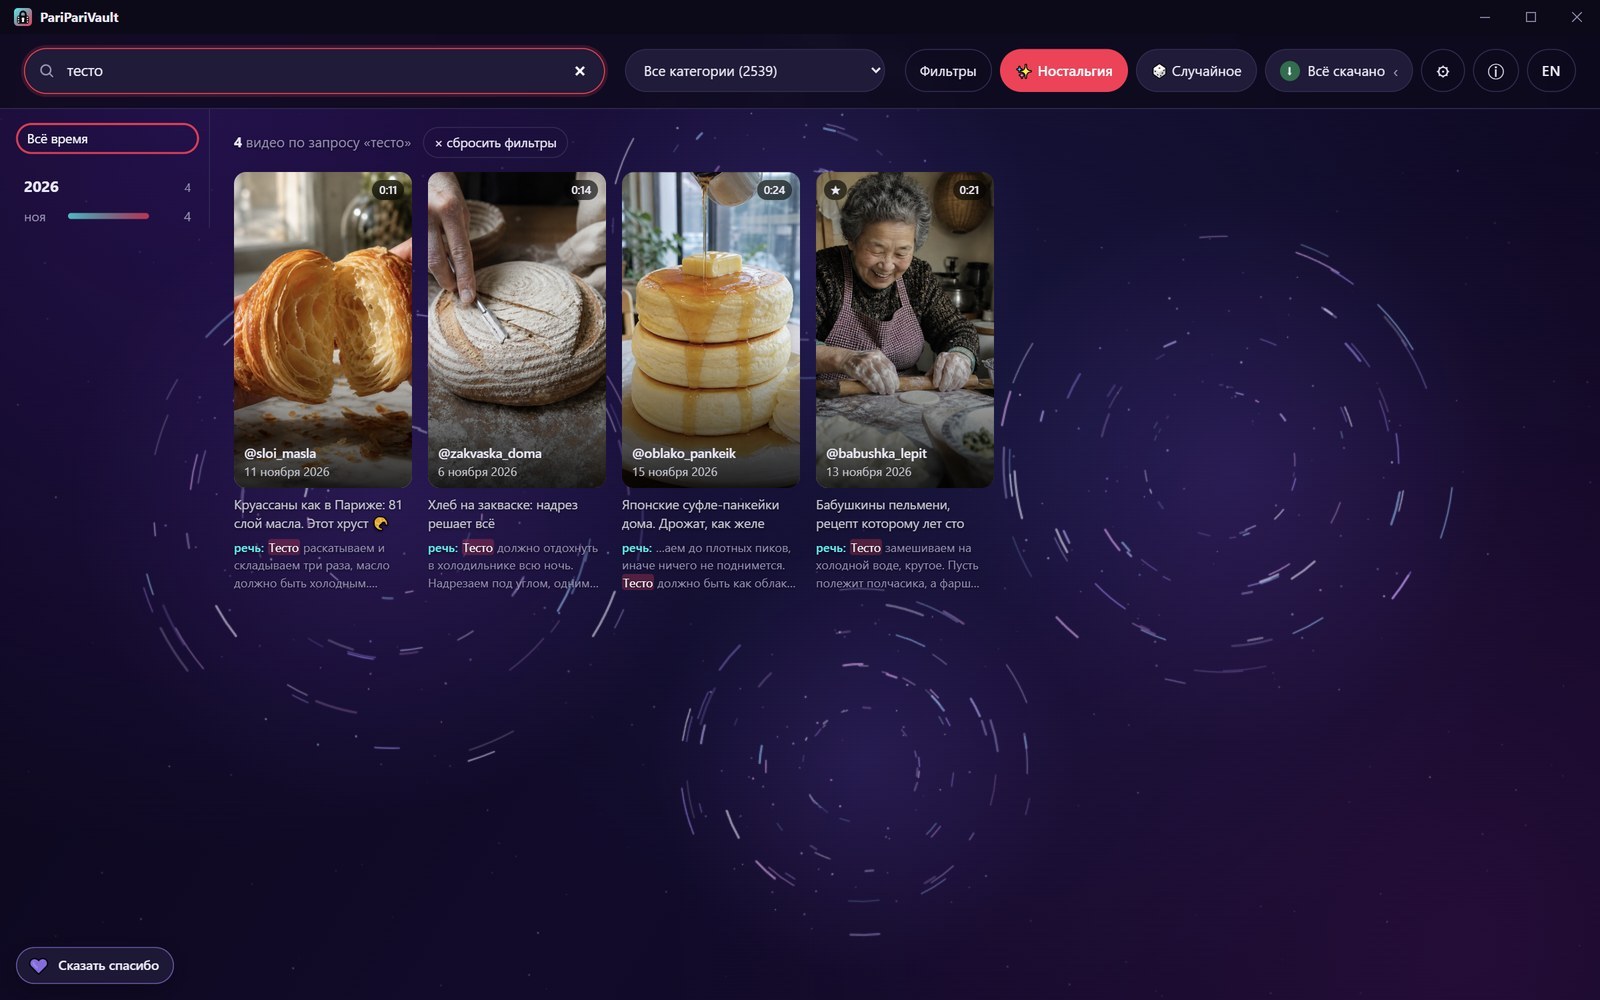 PariPariVault
тесто
Все категории (2539)
Фильтры
Ностальгия
Случайное
Всё скачано
EN
Всё время
2026 4
ноя 4
4 видео по запросу «тесто»
× сбросить фильтры
0:11
@sloi_masla
11 ноября 2026
Круассаны как в Париже: 81
слой масла. Этот хруст
речь: Тесто раскатываем и
складываем три раза, масло
должно быть холодным....
0:14
@zakvaska_doma
6 ноября 2026
Хлеб на закваске: надрез
решает всё
речь: Тесто должно отдохнуть
в холодильнике всю ночь.
Надрезаем под углом, одним...
0:24
@oblako_pankeik
15 ноября 2026
Японские суфле-панкейки
дома. Дрожат, как желе
речь: ...аем до плотных пиков,
иначе ничего не поднимется.
Тесто должно быть как облак...
0:21
@babushka_lepit
13 ноября 2026
Бабушкины пельмени,
рецепт которому лет сто
речь: Тесто замешиваем на
холодной воде, крутое. Пусть
полежит полчасика, а фарш...
Сказать спасибо